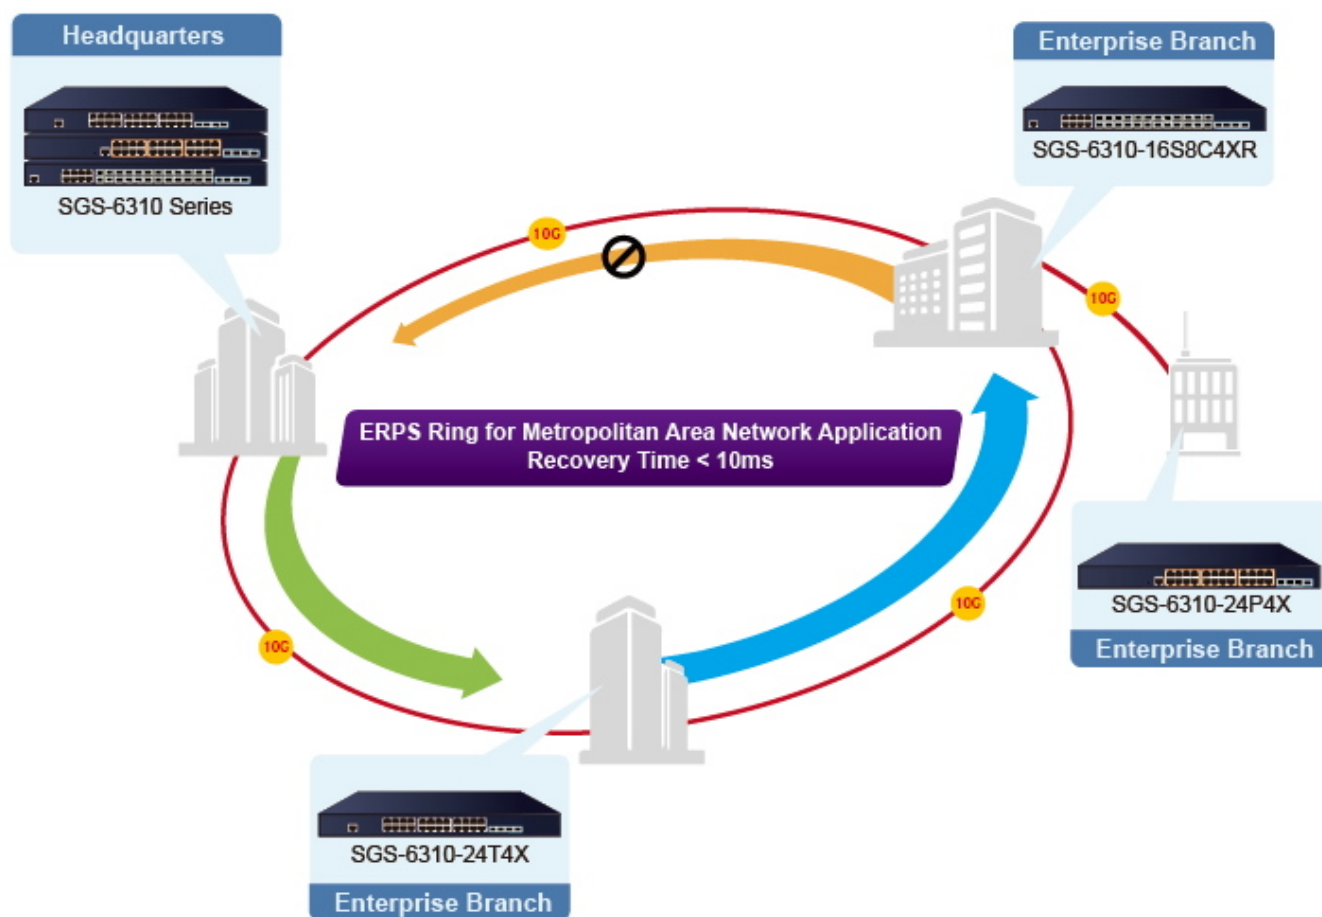 Headquarters
SGS-6310 Series
Enterprise Branch
SGS-6310-16S8C4XR
10G
10G
ERPS Ring for Metropolitan Area Network Application
Recovery Time < 10ms
SGS-6310-24P4X
Enterprise Branch
10G
10G
SGS-6310-24T4X
Enterprise Branch